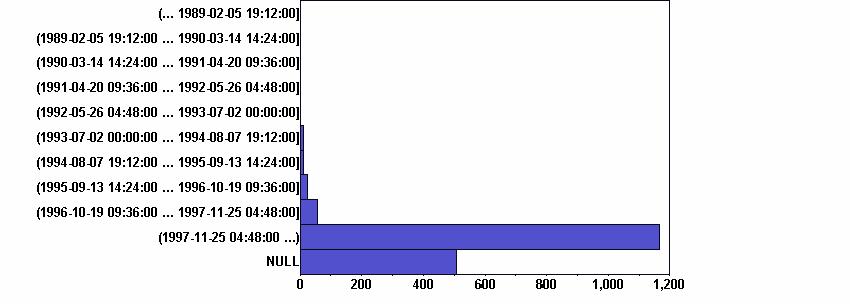 (... 1989-02-05 19:12:00]
(1989-02-05 19:12:00 ... 1990-03-14 14:24:00]
(1990-03-14 14:24:00 ... 1991-04-20 09:36:00]
(1991-04-20 09:36:00 ... 1992-05-26 04:48:00]
(1992-05-26 04:48:00 ... 1993-07-02 00:00:00]
(1993-07-02 00:00:00 ... 1994-08-07 19:12:00]
(1994-08-07 19:12:00 ... 1995-09-13 14:24:00]
(1995-09-13 14:24:00 ... 1996-10-19 09:36:00]
(1996-10-19 09:36:00 ... 1997-11-25 04:48:00]
(1997-11-25 04:48:00 ...)
NULL
0 200 400 600 800 1,000 1,200